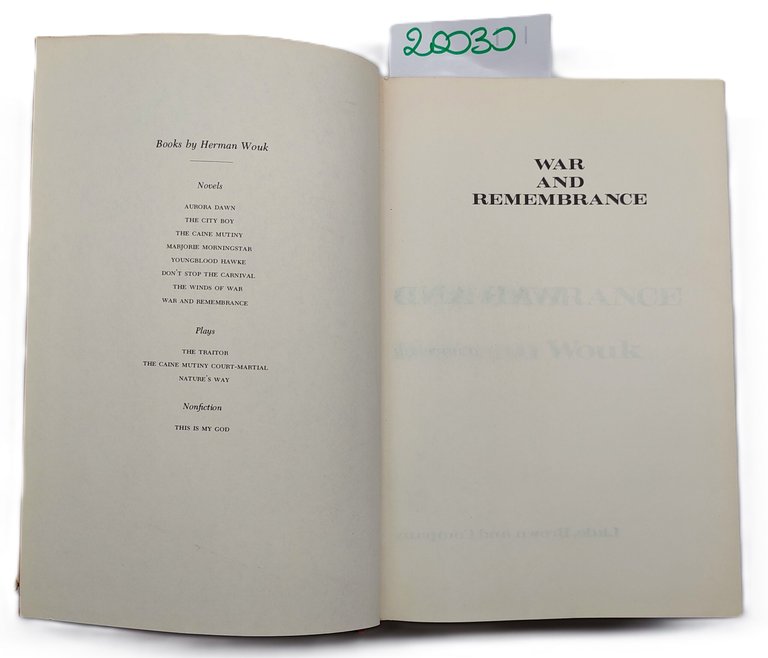 20030
Books by Herman Wouk
Novels
AURORA DAWN
THE CITY BOY
THE CAINE MUTINY
MARJORIE MORNINGSTAR
YOUNGBLOOD HAWKE
DON'T STOP THE CARNIVAL
THE WINDS OF WAR
WAR AND REMEMBRANCE
Plays
THE TRAITOR
THE CAINE MUTINY COURT-MARTIAL
NATURE'S WAY
Nonfiction
THIS IS MY GOD
WAR
AND
REMEMBRANCE